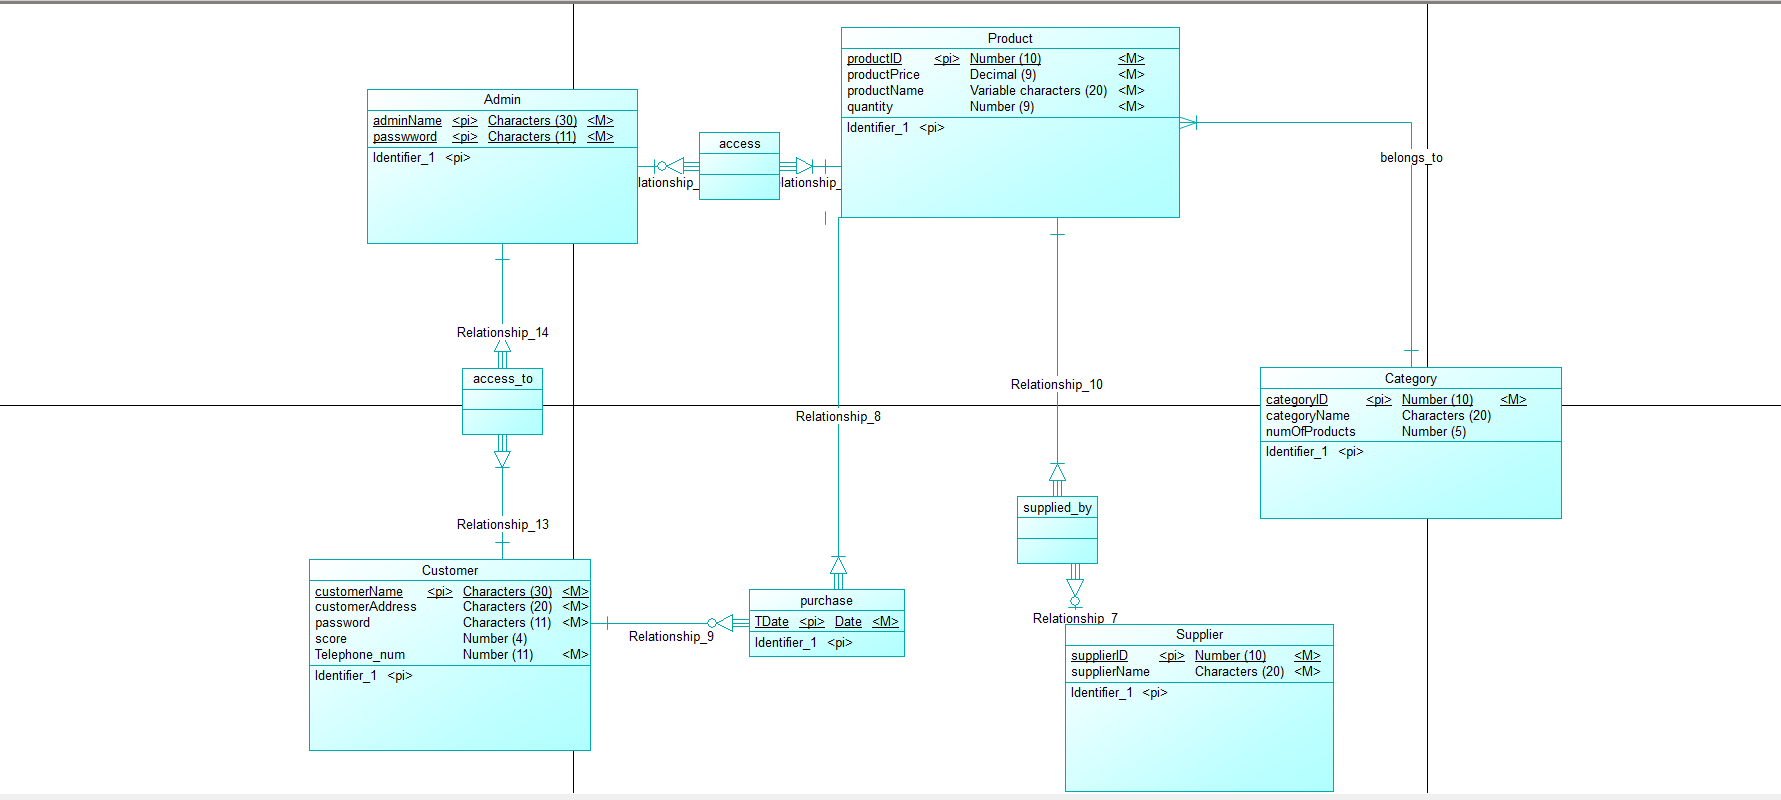 Product
productID <pi> Number (10) <M>
productPrice Decimal (9) <M>
productName Variable characters (20) <M>
quantity Number (9) <M>
Identifier_1 <pi>
Admin
adminName <pi> Characters (30) <M>
passwword <pi> Characters (11) <M>
Identifier_1 <pi>
access
lationship_
lationship_
belongs_to
Relationship_14
access_to
Relationship_13
Relationship_8
Relationship_10
Category
categoryID <pi> Number (10) <M>
categoryName Characters (20)
numOfProducts Number (5)
Identifier_1 <pi>
supplied_by
Relationship_7
Customer
customerName <pi> Characters (30) <M>
customerAddress Characters (20) <M>
password Characters (11) <M>
score Number (4)
Telephone_num Number (11) <M>
Identifier_1 <pi>
Relationship_9
purchase
TDate <pi> Date <M>
Identifier_1 <pi>
Supplier
supplierID <pi> Number (10) <M>
supplierName Characters (20) <M>
Identifier_1 <pi>